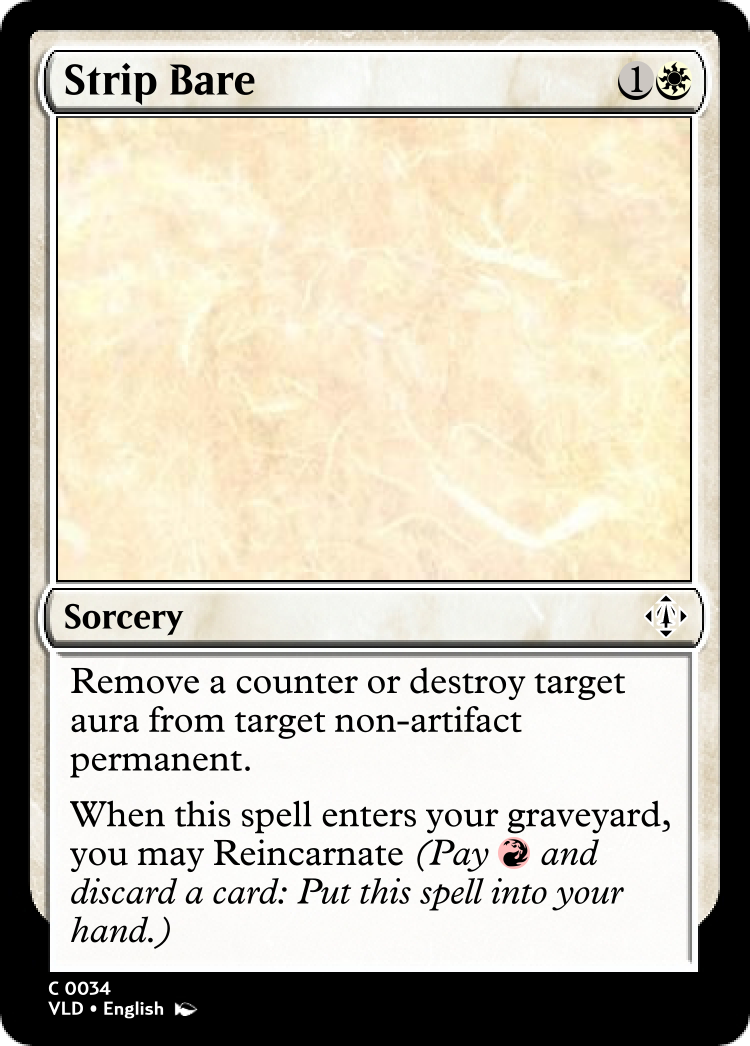 Strip Bare 1
Sorcery
Remove a counter or destroy target
aura from target non-artifact
permanent.
When this spell enters your graveyard,
you may Reincarnate (Pay and
discard a card: Put this spell into your
hand.)
C 0034
VLD • English